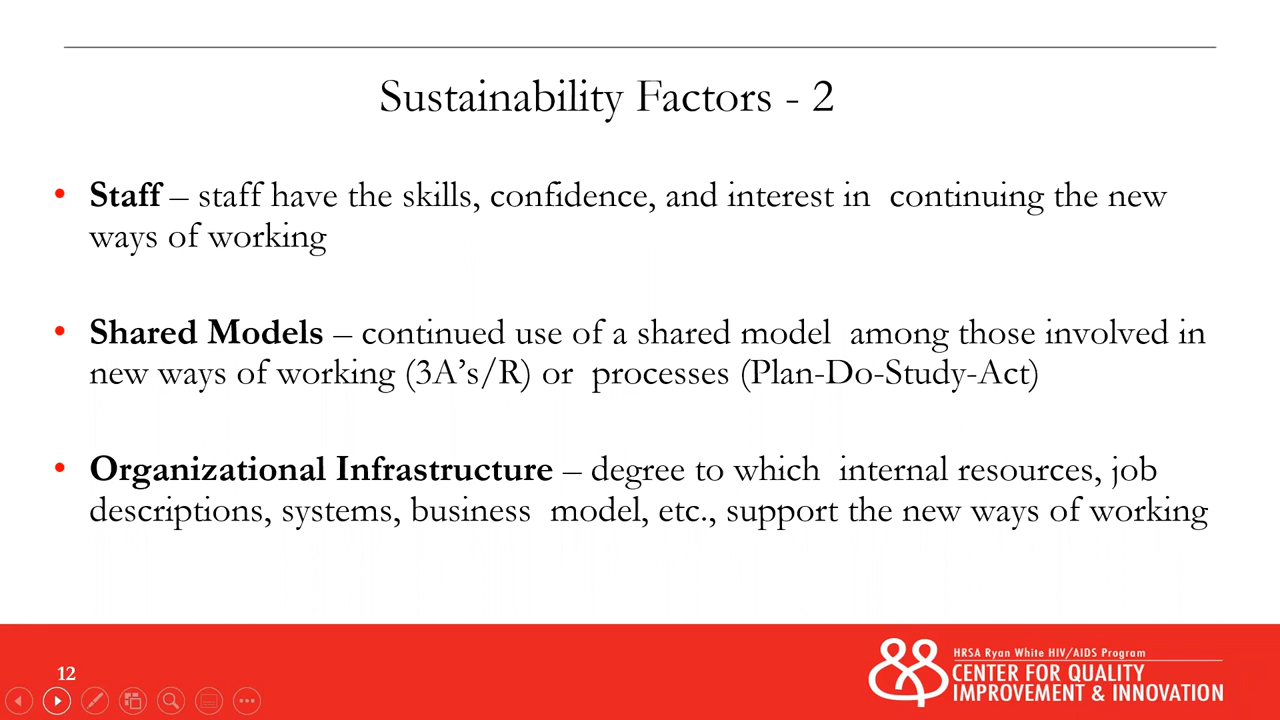 Sustainability Factors - 2
• Staff – staff have the skills, confidence, and interest in  continuing the new
ways of working
• Shared Models – continued use of a shared model  among those involved in
new ways of working (3A’s/R) or  processes (Plan-Do-Study-Act)
• Organizational Infrastructure – degree to which  internal resources, job
descriptions, systems, business  model, etc., support the new ways of working
12
HRSA Ryan White HIV/AIDS Program
CENTER FOR QUALITY
IMPROVEMENT & INNOVATION